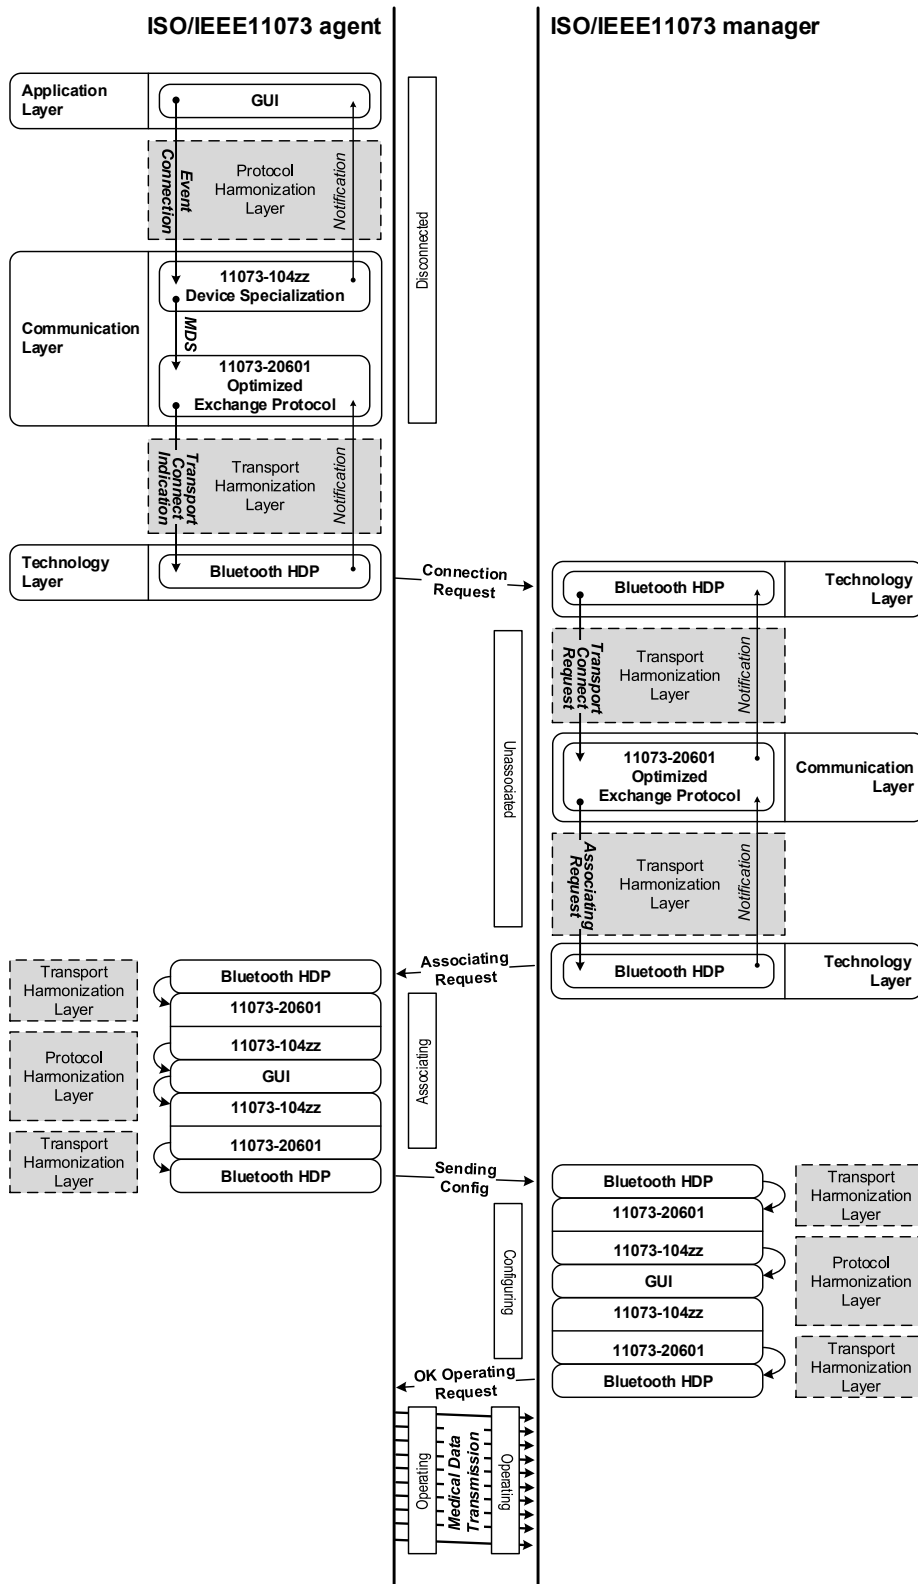 ISO/IEEE11073 agent
ISO/IEEE11073 manager
Application
Layer
GUI
Event
Connection
Protocol
Harmonization
Layer
Notification
Disconnected
Communication
Layer
11073-104zz
Device Specialization
MDS
11073-20601
Optimized
Exchange Protocol
Transport
Connect
Indication
Transport
Harmonization
Layer
Notification
Technology
Layer
Bluetooth HDP
Connection
Request
Bluetooth HDP
Technology
Layer
Unassociated
Transport
Connect
Request
Transport
Harmonization
Layer
Notification
11073-20601
Optimized
Exchange Protocol
Communication
Layer
Associating
Request
Transport
Harmonization
Layer
Notification
Bluetooth HDP
Technology
Layer
Associating
Request
Transport
Harmonization
Layer
Protocol
Harmonization
Layer
Transport
Harmonization
Layer
Bluetooth HDP
11073-20601
11073-104zz
GUI
11073-104zz
11073-20601
Bluetooth HDP
Associating
Sending
Config
Configuring
Bluetooth HDP
11073-20601
11073-104zz
GUI
11073-104zz
11073-20601
Bluetooth HDP
Transport
Harmonization
Layer
Protocol
Harmonization
Layer
Transport
Harmonization
Layer
OK Operating
Request
Operating
Medical Data
Transmission
Operating